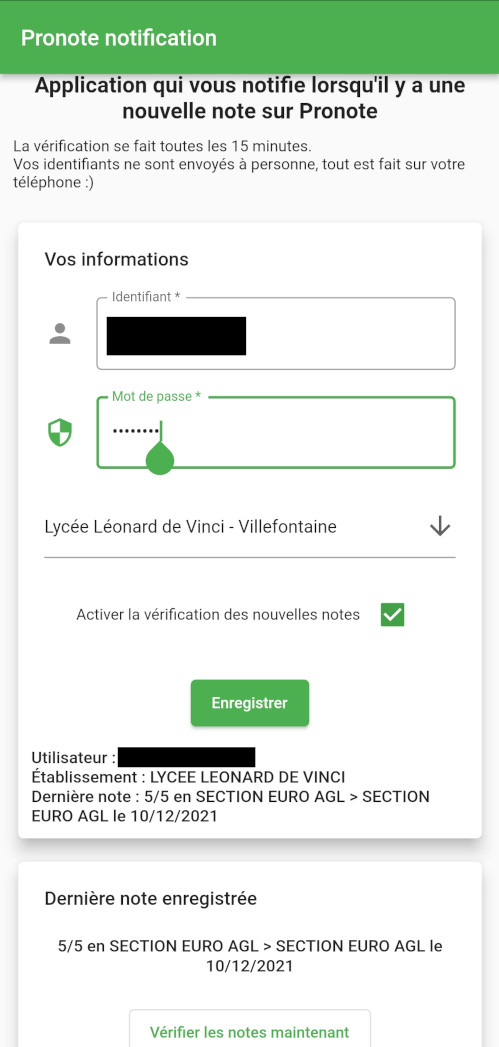 Pronote notification
Application qui vous notifie lorsqu'il y a une
nouvelle note sur Pronote
La vérification se fait toutes les 15 minutes.
Vos identifiants ne sont envoyés à personne, tout est fait sur votre
téléphone :)
Vos informations
Identifiant *
Mot de passe *
••••••••
Lycée Léonard de Vinci - Villefontaine
Activer la vérification des nouvelles notes
Enregistrer
Utilisateur :
Établissement : LYCEE LEONARD DE VINCI
Dernière note : 5/5 en SECTION EURO AGL > SECTION
EURO AGL le 10/12/2021
Dernière note enregistrée
5/5 en SECTION EURO AGL > SECTION EURO AGL le
10/12/2021
Vérifier les notes maintenant